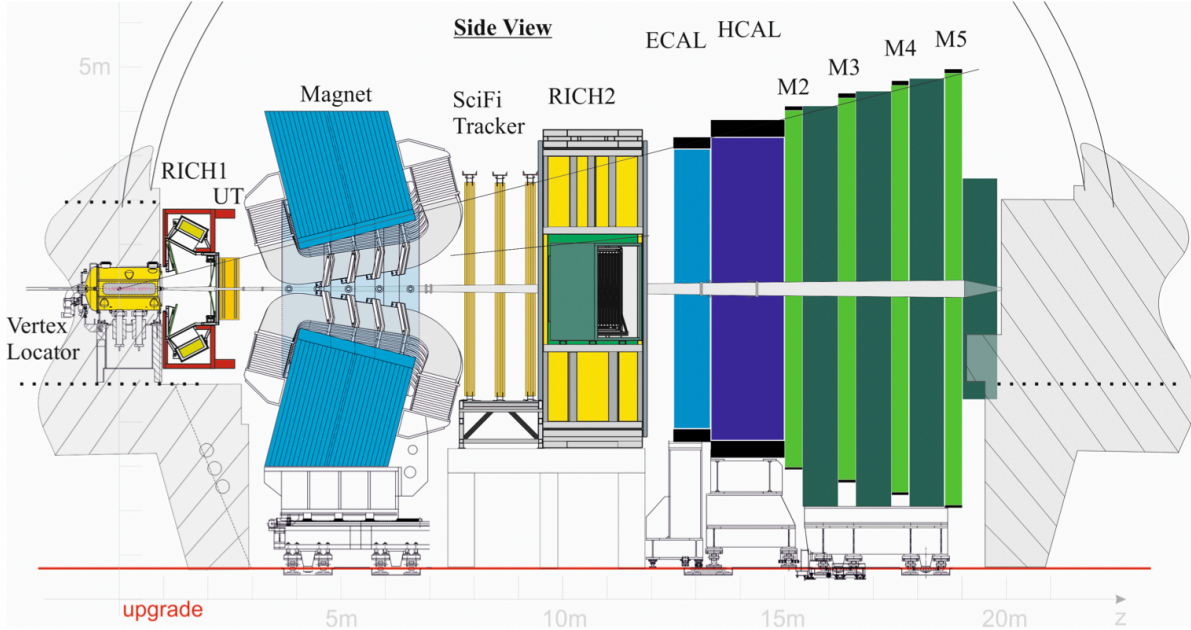 Side View
ECAL
HCAL
M4
M5
5m
M2
M3
Magnet
SciFi
Tracker
RICH2
RICH1
UT
Vertex
Locator
upgrade
5m
10m
15m
20m
z